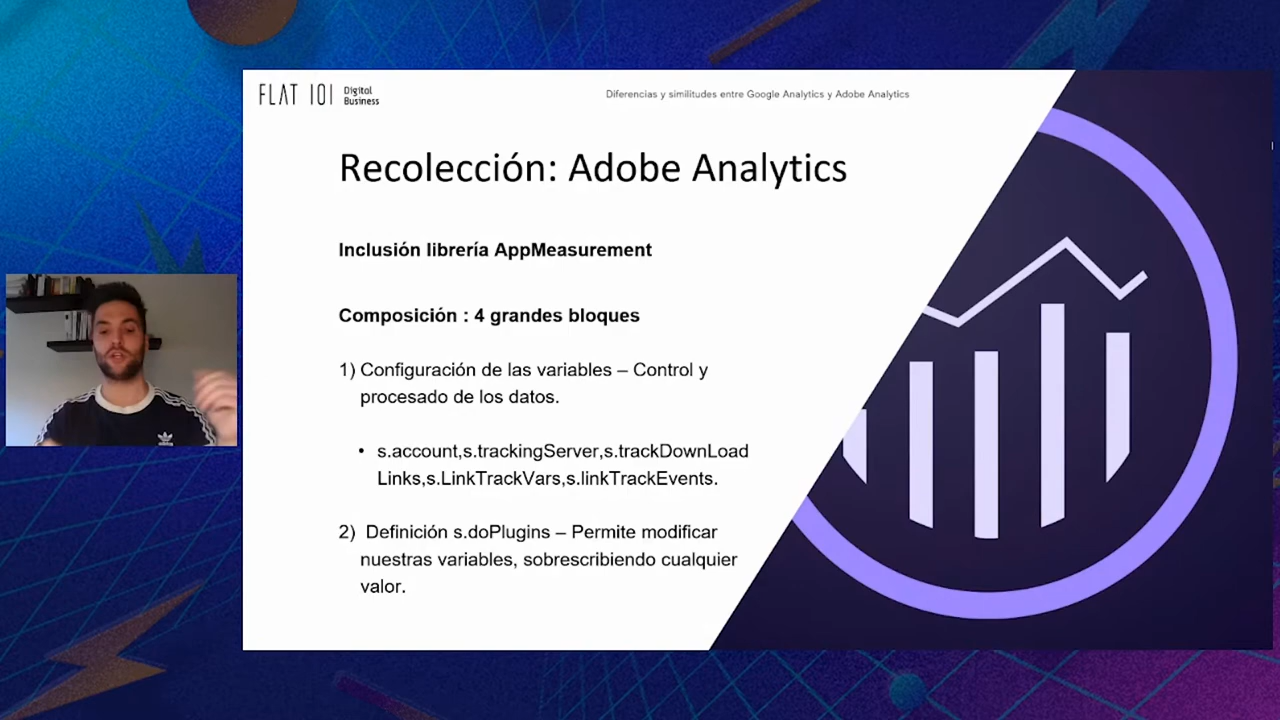 FLAT 101 Digital
Business
Diferencias y similitudes entre Google Analytics y Adobe Analytics
Recolección: Adobe Analytics
Inclusión librería AppMeasurement
Composición : 4 grandes bloques
1) Configuración de las variables – Control y
procesado de los datos.
• s.account,s.trackingServer,s.trackDownLoad
Links,s.LinkTrackVars,s.linkTrackEvents.
2) Definición s.doPlugins – Permite modificar
nuestras variables, sobrescribiendo cualquier
valor.